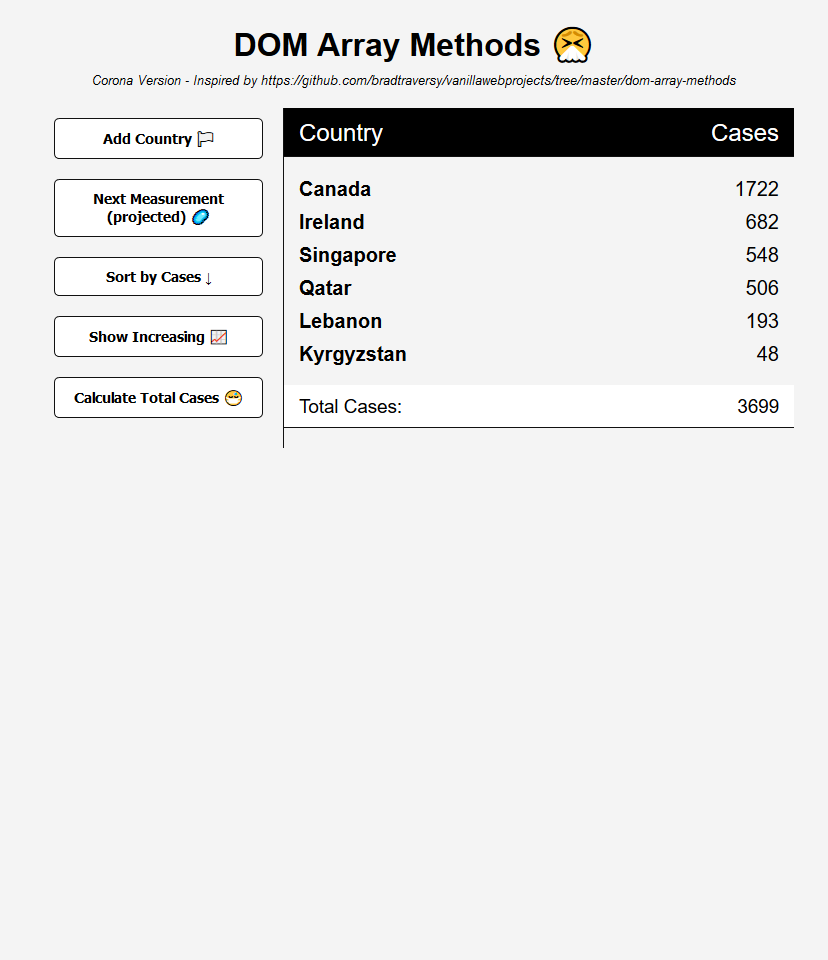 DOM Array Methods 😤
Corona Version - Inspired by https://github.com/bradtraversy/vanillawebprojects/tree/master/dom-array-methods
Add Country 🏳
Next Measurement
(projected) 🦠
Sort by Cases ↓
Show Increasing 📈
Calculate Total Cases 😷
Country Cases
Canada 1722
Ireland 682
Singapore 548
Qatar 506
Lebanon 193
Kyrgyzstan 48
Total Cases: 3699